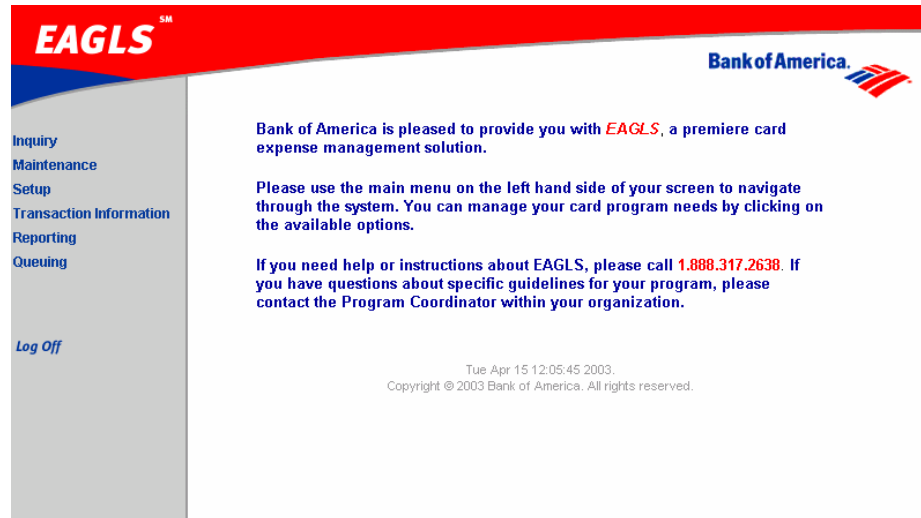 EAGLS SM
Bank of America.
Inquiry
Maintenance
Setup
Transaction Information
Reporting
Queuing
Log Off
Bank of America is pleased to provide you with EAGLS, a premiere card
expense management solution.
Please use the main menu on the left hand side of your screen to navigate
through the system. You can manage your card program needs by clicking on
the available options.
If you need help or instructions about EAGLS, please call 1.888.317.2638. If
you have questions about specific guidelines for your program, please
contact the Program Coordinator within your organization.
Tue Apr 15 12:05:45 2003.
Copyright © 2003 Bank of America. All rights reserved.